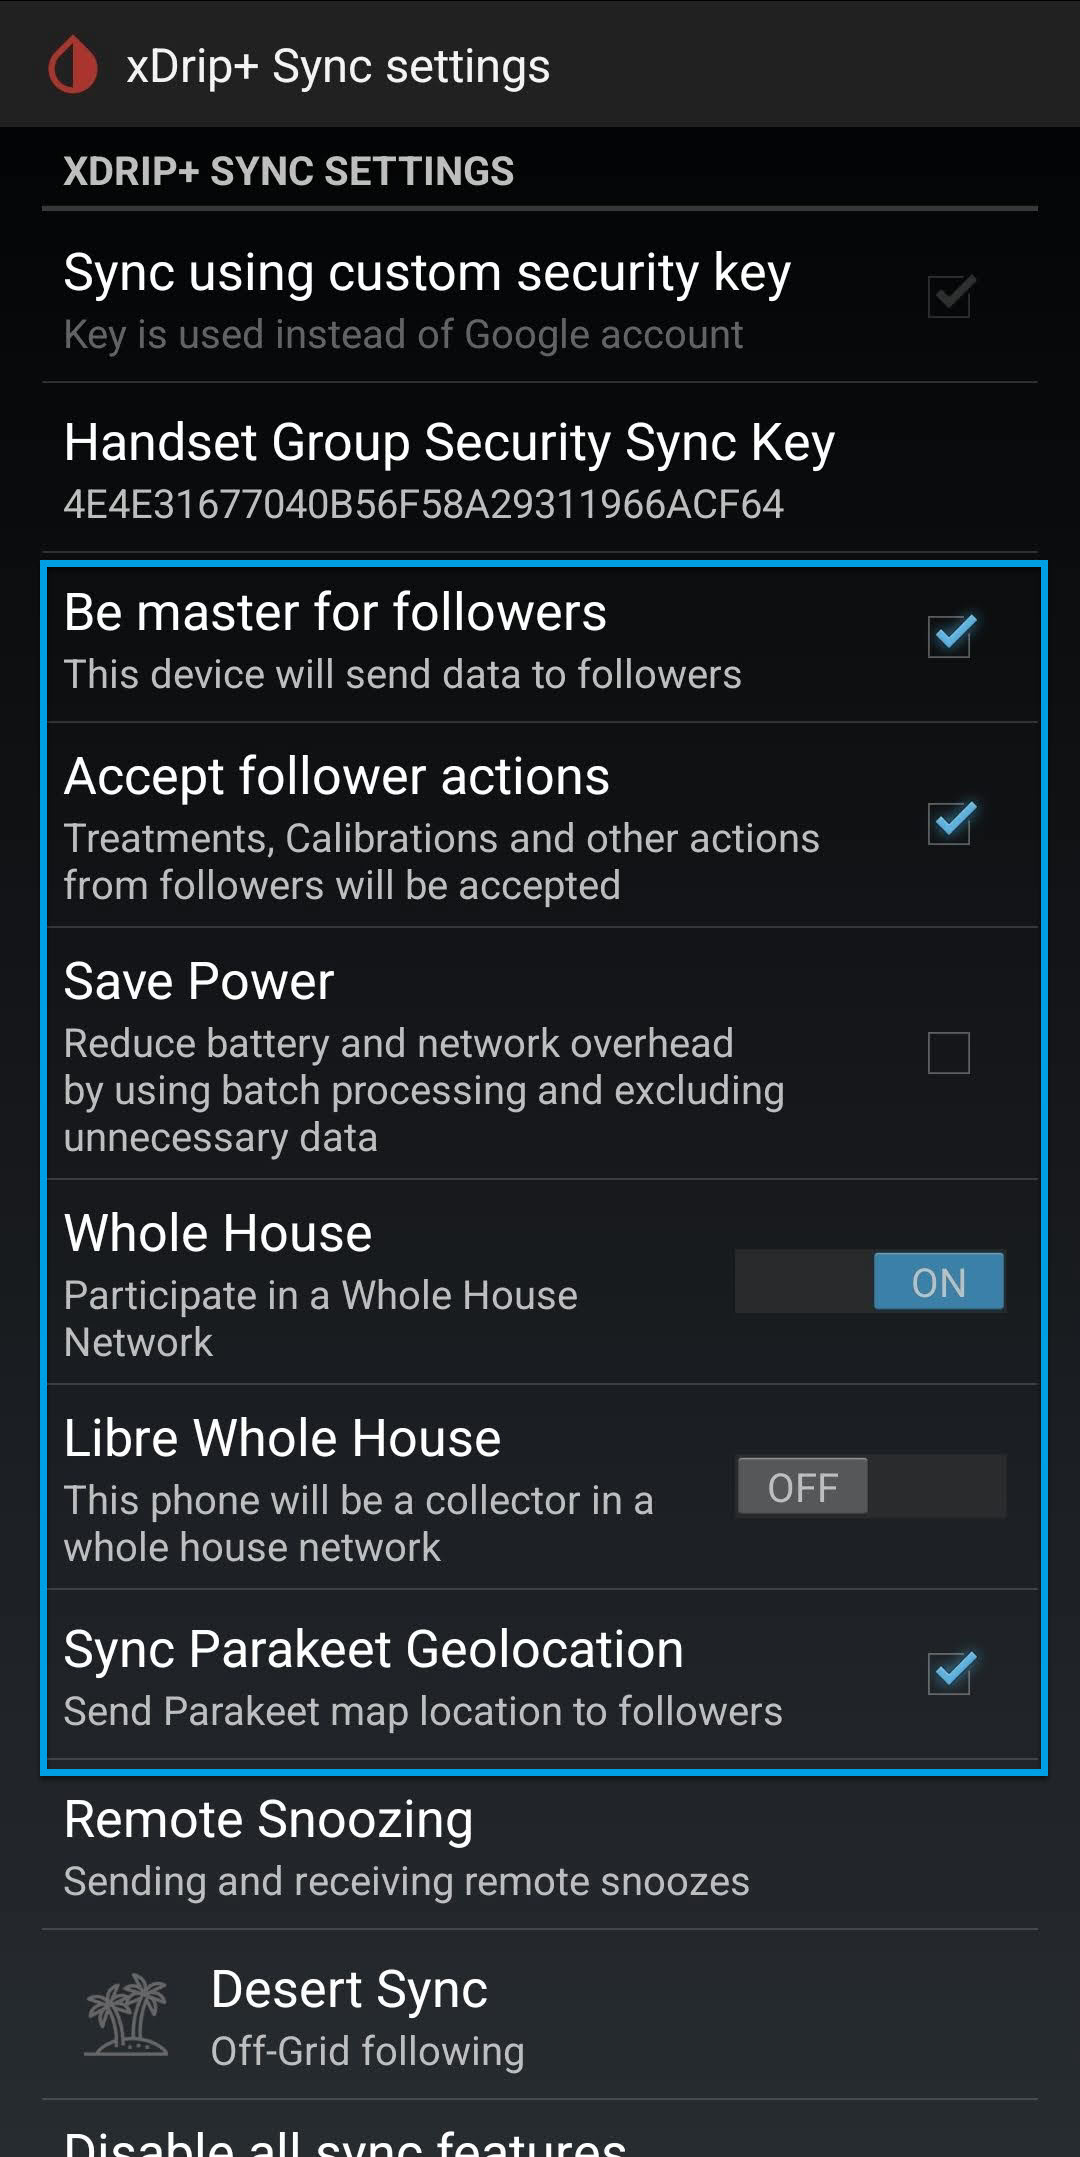 xDrip+ Sync settings
XDRIP+ SYNC SETTINGS
Sync using custom security key
Key is used instead of Google account
Handset Group Security Sync Key
4E4E31677040B56F58A29311966ACF64
Be master for followers
This device will send data to followers
Accept follower actions
Treatments, Calibrations and other actions
from followers will be accepted
Save Power
Reduce battery and network overhead
by using batch processing and excluding
unnecessary data
Whole House
Participate in a Whole House
Network
ON
Libre Whole House
This phone will be a collector in a
whole house network
OFF
Sync Parakeet Geolocation
Send Parakeet map location to followers
Remote Snoozing
Sending and receiving remote snoozes
Desert Sync
Off-Grid following
Disable all sync features